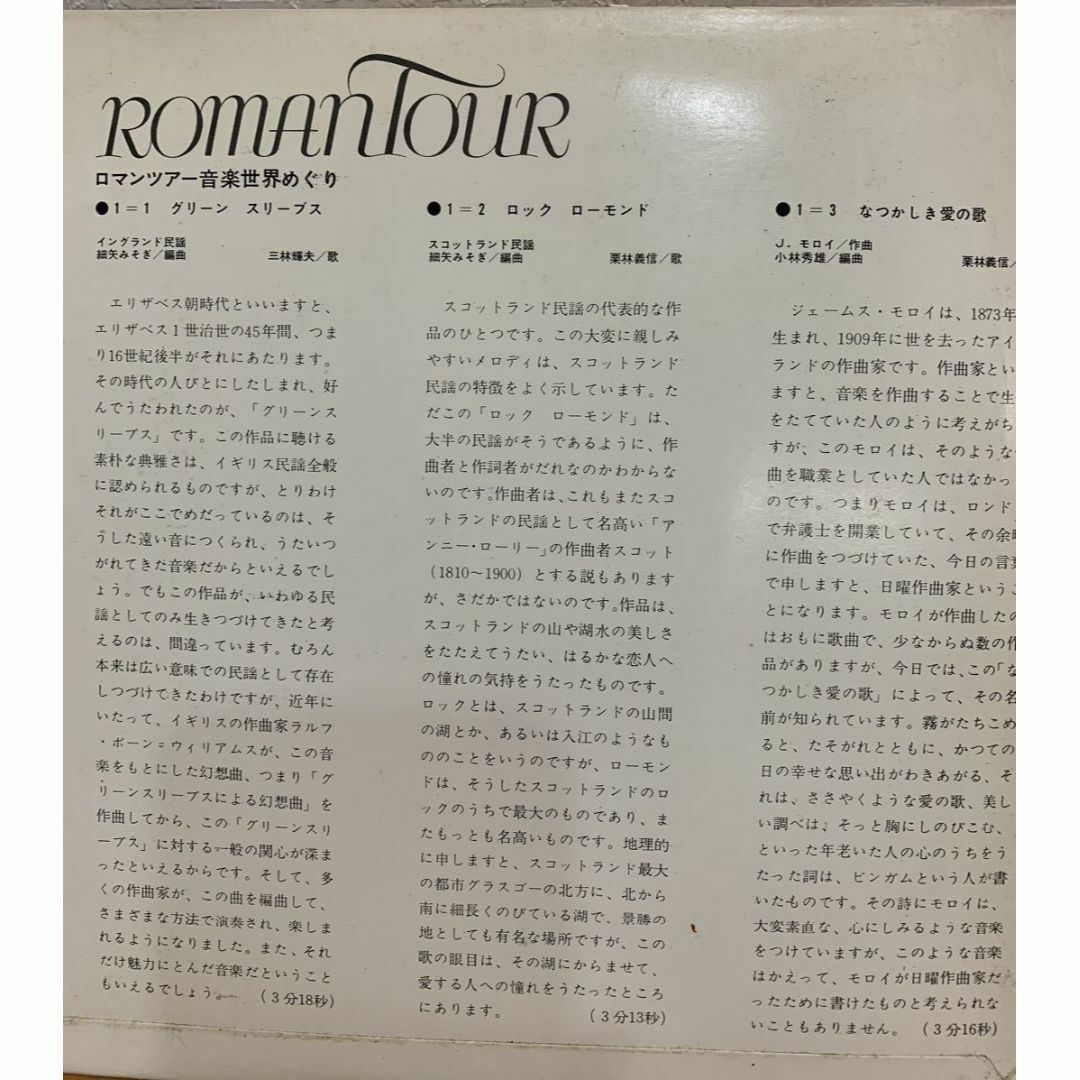 ROMANTOUR
ロマンツアー音楽世界めぐり
●1=1 グリーン スリーブス
イングランド民謡
細矢みそぎ/編曲 三林輝夫/歌
エリザベス朝時代といいますと、
エリザベス1世治世の45年間、つま
り16世紀後半がそれにあたります。
その時代の人びとにしたしまれ、好
んでうたわれたのが、「グリーンス
リーブス」です。この作品に聴ける
素朴な典雅さは、イギリス民謡全般
に認められるものですが、とりわけ
それがここでめだっているのは、そ
うした遠い音につくられ、うたいつ
がれてきた音楽だからといえるでし
ょう。でもこの作品が、いわゆる民
謡としてのみ生きつづけてきたと考
えるのは、間違っています。むろん
本来は広い意味での民謡として存在
しつづけてきたわけですが、近年に
いたって、イギリスの作曲家ラルフ
・ボーン=ウィリアムスが、この音
楽をもとにした幻想曲、つまり「グ
リーンスリーブスによる幻想曲」を
作曲してから、この「グリーンスリ
ーブス」に対する一般の関心が深ま
ったといえるからです。そして、多
くの作曲家が、この曲を編曲して、
さまざまな方法で演奏され、楽しま
れるようになりました。また、それ
だけ魅力にとんだ音楽だということ
もいえるでしょう。 (3分18秒)
●1=2 ロック ローモンド
スコットランド民謡
細矢みそぎ/編曲 栗林義信/歌
スコットランド民謡の代表的な作
品のひとつです。この大変に親しみ
やすいメロディは、スコットランド
民謡の特徴をよく示しています。た
だこの「ロック ローモンド」は、
大半の民謡がそうであるように、作
曲者と作詞者がだれなのかわからな
いのです。作曲者は、これもまたスコ
ットランドの民謡として名高い「ア
ンニー・ローリー」の作曲者スコット
(1810〜1900)とする説もあります
が、さだかではないのです。作品は、
スコットランドの山や湖水の美しさ
をたたえてうたい、はるかな恋人へ
の憧れの気持をうたったものです。
ロックとは、スコットランドの山間
の湖とか、あるいは入江のようなも
ののことをいうのですが、ローモン
ドは、そうしたスコットランドのロ
ックのうちで最大のものであり、ま
たもっとも名高いものです。地理的
に申しますと、スコットランド最大
の都市グラスゴーの北方に、北から
南に細長くのびている湖で、景勝の
地としても有名な場所ですが、この
歌の眼目は、その湖にからませて、
愛する人への憧れをうたったところ
にあります。 (3分13秒)
●1=3 なつかしき愛の歌
J. モロイ/作曲
小林秀雄/編曲 栗林義信/
ジェームス・モロイは、1873年
生まれ、1909年に世を去ったアイ
ランドの作曲家です。作曲家とい
ますと、音楽を作曲することで生
をたてていた人のように考えがち
すが、このモロイは、そのような
曲を職業としていた人ではなかっ
のです。つまりモロイは、ロンド
で弁護士を開業していて、その余暇
に作曲をつづけていた、今日の言葉
で申しますと、日曜作曲家というこ
とになります。モロイが作曲したの
はおもに歌曲で、少なからぬ数の作
品がありますが、今日では、この「な
つかしき愛の歌」によって、その名
前が知られています。霧がたちこめ
ると、たそがれとともに、かつての
日の幸せな思い出がわきあがる、そ
れは、ささやくような愛の歌、美し
い調べは、そっと胸にしのびこむ、
といった年老いた人の心のうちをう
たった詞は、ビンガムという人が書
いたものです。その詩にモロイは、
大変素直な、心にしみるような音楽
をつけていますが、このような音楽
はかえって、モロイが日曜作曲家だ
ったために書けたものと考えられな
いこともありません。 (3分16秒)